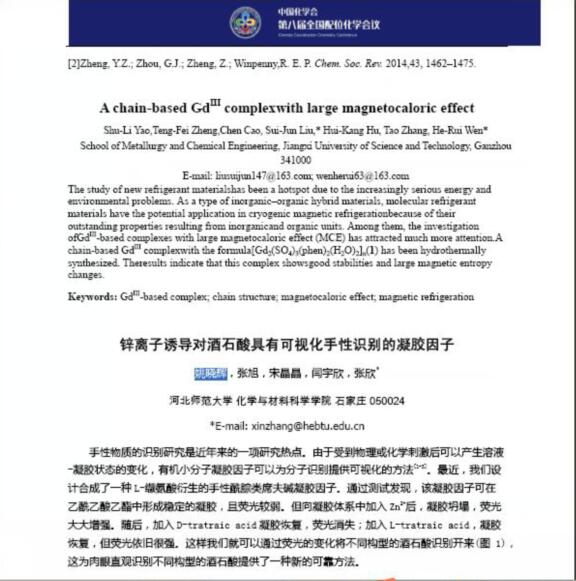 中国化学会
第八届全国配位化学会议
[2]Zheng, Y.Z.; Zhou, G.J.; Zheng, Z.; Winpenny,R. E. P. Chem. Soc. Rev. 2014,43, 1462–1475.
A chain-based Gd^III complexwith large magnetocaloric effect
Shu-Li Yao,Teng-Fei Zheng,Chen Cao, Sui-Jun Liu,* Hui-Kang Hu, Tao Zhang, He-Rui Wen*
School of Metallurgy and Chemical Engineering, Jiangxi University of Science and Technology, Ganzhou
341000
E-mail: liusuijun147@163.com; wenherui63@163.com
The study of new refrigerant materialshas been a hotspot due to the increasingly serious energy and
environmental problems. As a type of inorganic–organic hybrid materials, molecular refrigerant
materials have the potential application in cryogenic magnetic refrigerationbecause of their
outstanding properties resulting from inorganicand organic units. Among them, the investigation
ofGd^III-based complexes with large magnetocaloric effect (MCE) has attracted much more attention.A
chain-based Gd^III complexwith the formula[Gd₂(SO₄)₃(phen)₂(H₂O)₂]ₙ(1) has been hydrothermally
synthesized. Theresults indicate that this complex showsgood stabilities and large magnetic entropy
changes.
Keywords: Gd^III-based complex; chain structure; magnetocaloric effect; magnetic refrigeration
锌离子诱导对酒石酸具有可视化手性识别的凝胶因子
姚晓辉，张旭，宋晶晶，闫宇欣，张欣*
河北师范大学 化学与材料科学学院 石家庄 050024
*E-mail: xinzhang@hebtu.edu.cn
手性物质的识别研究是近年来的一项研究热点。由于受到物理或化学刺激后可以产生溶液
-凝胶状态的变化，有机小分子凝胶因子可以为分子识别提供可视化的方法。最近，我们设
计合成了一种 L-缬氨酸衍生的手性酰腙类席夫碱凝胶因子。通过测试发现，该凝胶因子可在
乙酰乙酸乙酯中形成稳定的凝胶，且荧光较弱。但向凝胶体系中加入 Zn²⁺后，凝胶坍塌，荧光
大大增强。随后，加入 D-tratraic acid凝胶恢复，荧光消失；加入 L-tratraic acid，凝胶
恢复，但荧光依旧很强。这样我们就可以通过荧光的变化将不同构型的酒石酸识别开来(图 1)，
这为肉眼直观识别不同构型的酒石酸提供了一种新的可靠方法。